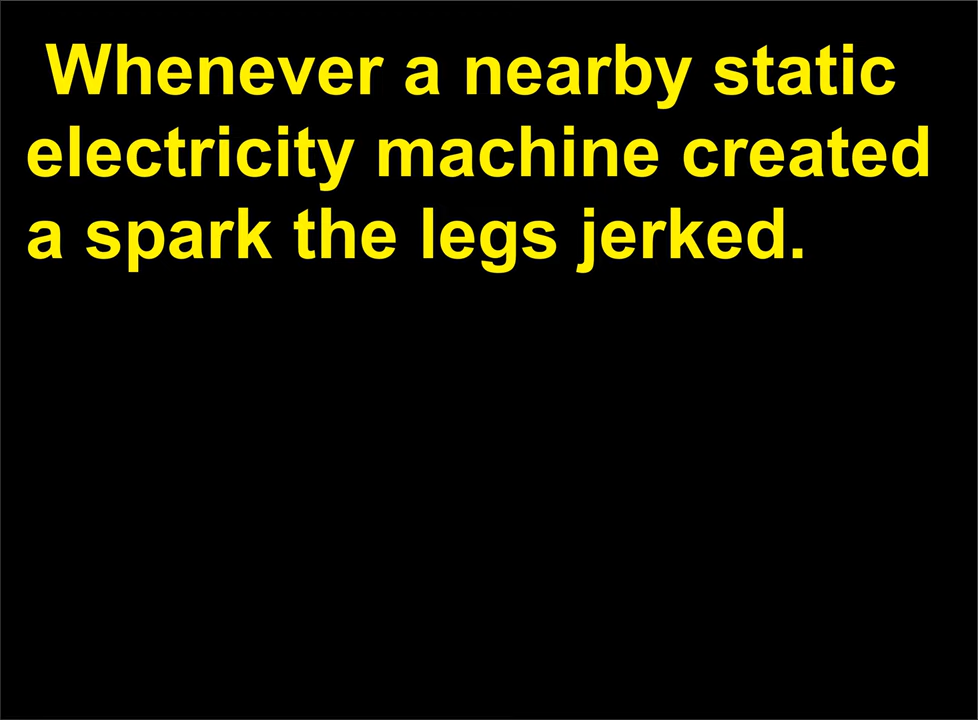 Whenever a nearby static
electricity machine created
a spark the legs jerked.